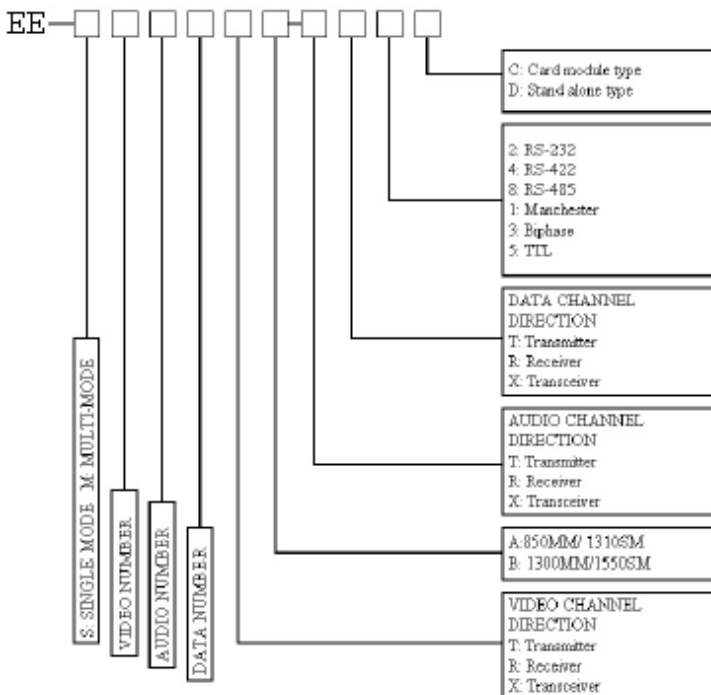 EE
C: Card module type
D: Stand alone type
2: RS-232
4: RS-422
8: RS-485
1: Manchester
3: Biphase
5: TTL
DATA CHANNEL
DIRECTION
T: Transmitter
R: Receiver
X: Transceiver
AUDIO CHANNEL
DIRECTION
T: Transmitter
R: Receiver
X: Transceiver
A:850MM/ 1310SM
B: 1300MM/1550SM
VIDEO CHANNEL
DIRECTION
T: Transmitter
R: Receiver
X: Transceiver
S: SINGLE MODE M: MULTI-MODE
VIDEO NUMBER
AUDIO NUMBER
DATA NUMBER